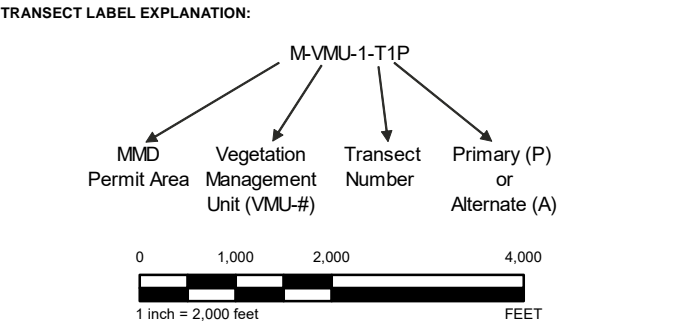 TRANSECT LABEL EXPLANATION:
M-VMU-1-T1P
MMD
Permit Area
Vegetation
Management
Unit (VMU-#)
Transect
Number
Primary (P)
or
Alternate (A)
0 1,000 2,000 4,000
1 inch = 2,000 feet FEET